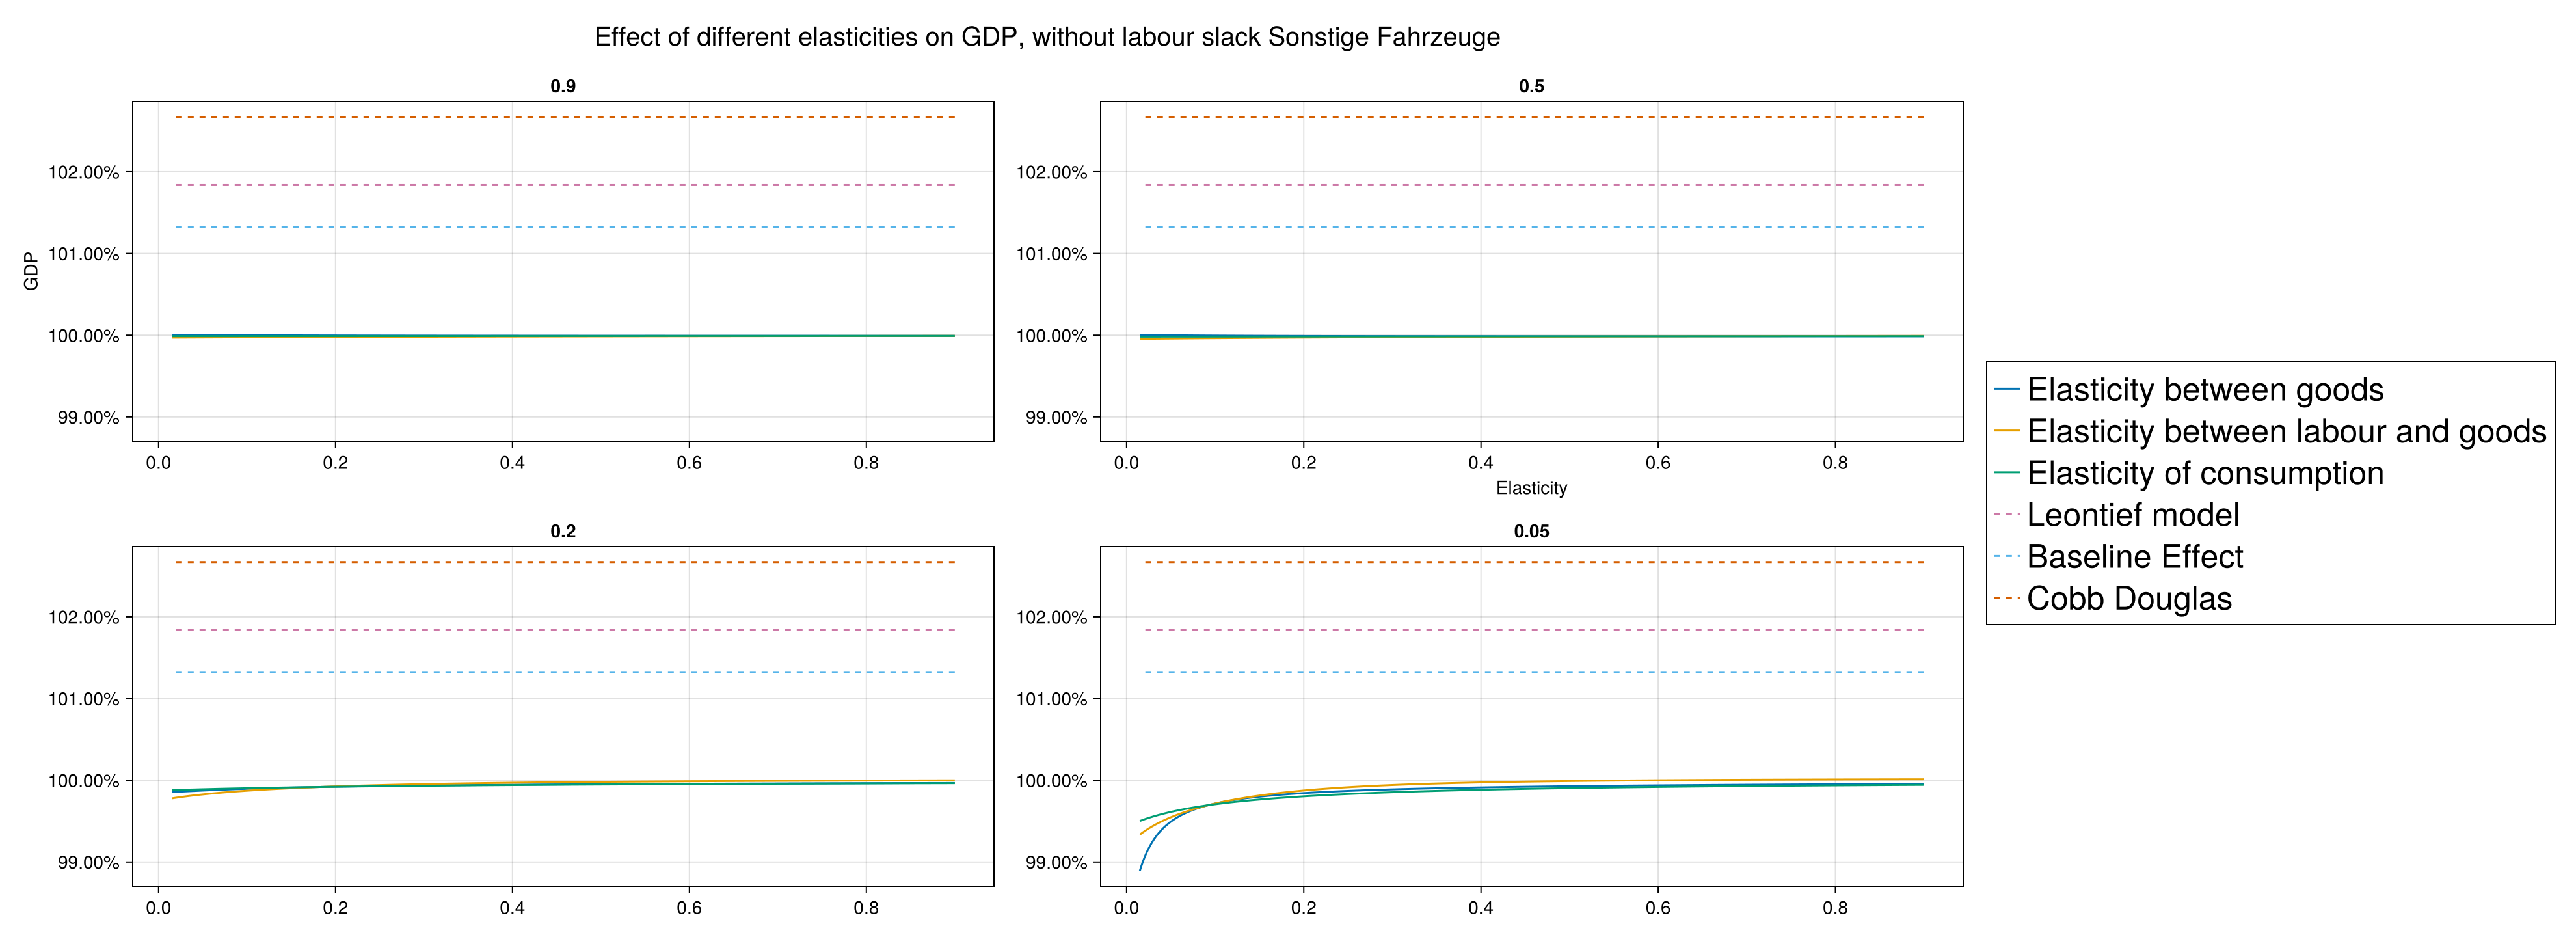 Effect of different elasticities on GDP, without labour slack Sonstige Fahrzeuge
0.9
102.00%
101.00%
100.00%
99.00%
GDP
0.0 0.2 0.4 0.6 0.8
0.5
102.00%
101.00%
100.00%
99.00%
0.0 0.2 0.4 0.6 0.8
Elasticity
0.2
102.00%
101.00%
100.00%
99.00%
0.0 0.2 0.4 0.6 0.8
0.05
102.00%
101.00%
100.00%
99.00%
0.0 0.2 0.4 0.6 0.8
Elasticity between goods
Elasticity between labour and goods
Elasticity of consumption
Leontief model
Baseline Effect
Cobb Douglas